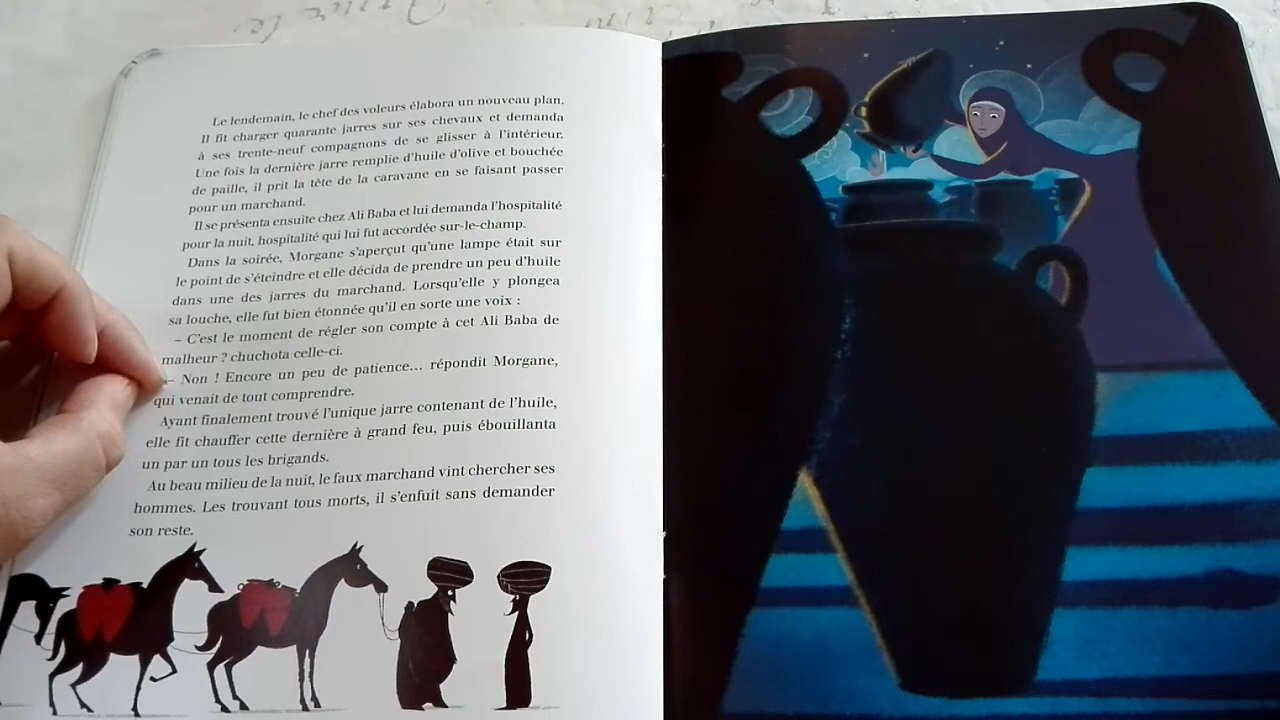 Le lendemain, le chef des voleurs élabora un nouveau plan.
Il fit charger quarante jarres sur ses chevaux et demanda
à ses trente-neuf compagnons de se glisser à l'intérieur.
Une fois la dernière jarre remplie d'huile d'olive et bouchée
de paille, il prit la tête de la caravane en se faisant passer
pour un marchand.
Il se présenta ensuite chez Ali Baba et lui demanda l'hospitalité
pour la nuit, hospitalité qui lui fut accordée sur-le-champ.
Dans la soirée, Morgane s'aperçut qu'une lampe était sur
le point de s'éteindre et elle décida de prendre un peu d'huile
dans une des jarres du marchand. Lorsqu'elle y plongea
sa louche, elle fut bien étonnée qu'il en sorte une voix :
– C'est le moment de régler son compte à cet Ali Baba de
malheur ? chuchota celle-ci.
– Non ! Encore un peu de patience... répondit Morgane,
qui venait de tout comprendre.
Ayant finalement trouvé l'unique jarre contenant de l'huile,
elle fit chauffer cette dernière à grand feu, puis ébouillanta
un par un tous les brigands.
Au beau milieu de la nuit, le faux marchand vint chercher ses
hommes. Les trouvant tous morts, il s'enfuit sans demander
son reste.